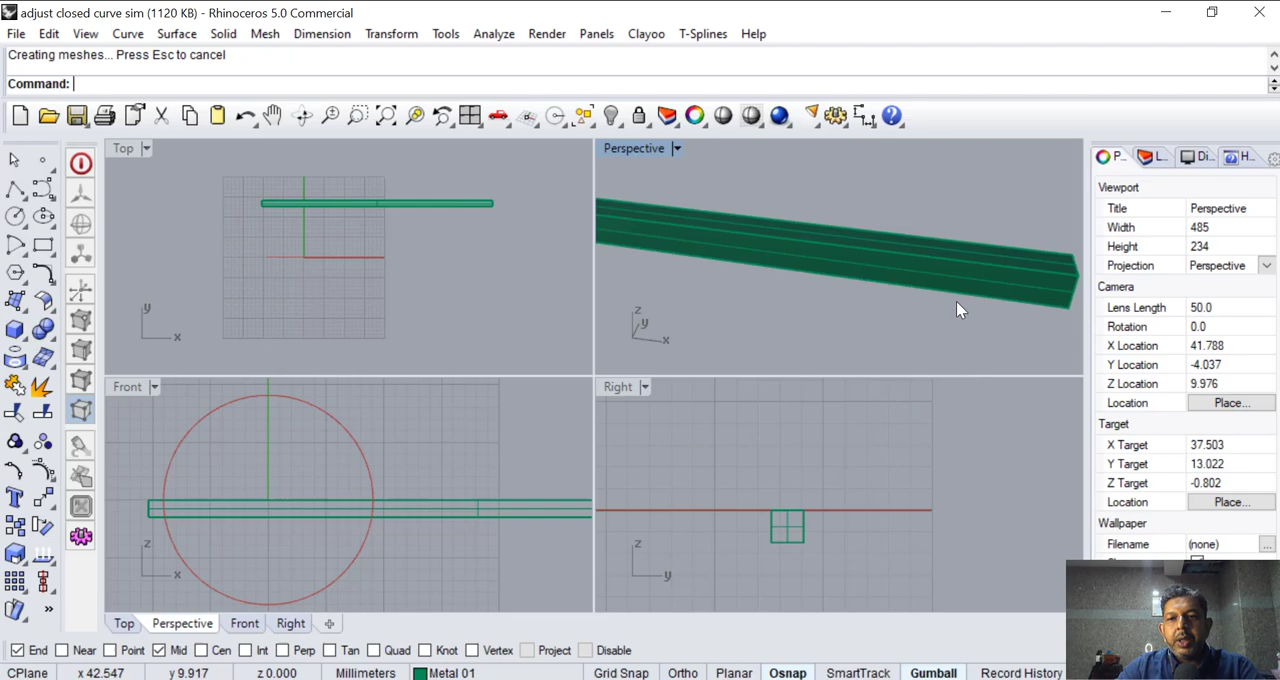 adjust closed curve sim (1120 KB) - Rhinoceros 5.0 Commercial
File Edit View Curve Surface Solid Mesh Dimension Transform Tools Analyze Render Panels Clayoo T-Splines Help
Creating meshes... Press Esc to cancel
Command:
Top
Perspective
P... L... Di... H...
Viewport
Title Perspective
Width 485
Height 234
Projection Perspective
Camera
Lens Length 50.0
Rotation 0.0
X Location 41.788
Y Location -4.037
Z Location 9.976
Location Place...
Target
X Target 37.503
Y Target 13.022
Z Target -0.802
Location Place...
Wallpaper
Filename (none) ...
y
x
z
y
x
Front
Right
z
x
z
y
Top Perspective Front Right
End Near Point Mid Cen Int Perp Tan Quad Knot Vertex Project Disable
CPlane x 42.547 y 9.917 z 0.000 Millimeters Metal 01 Grid Snap Ortho Planar Osnap SmartTrack Gumball Record History